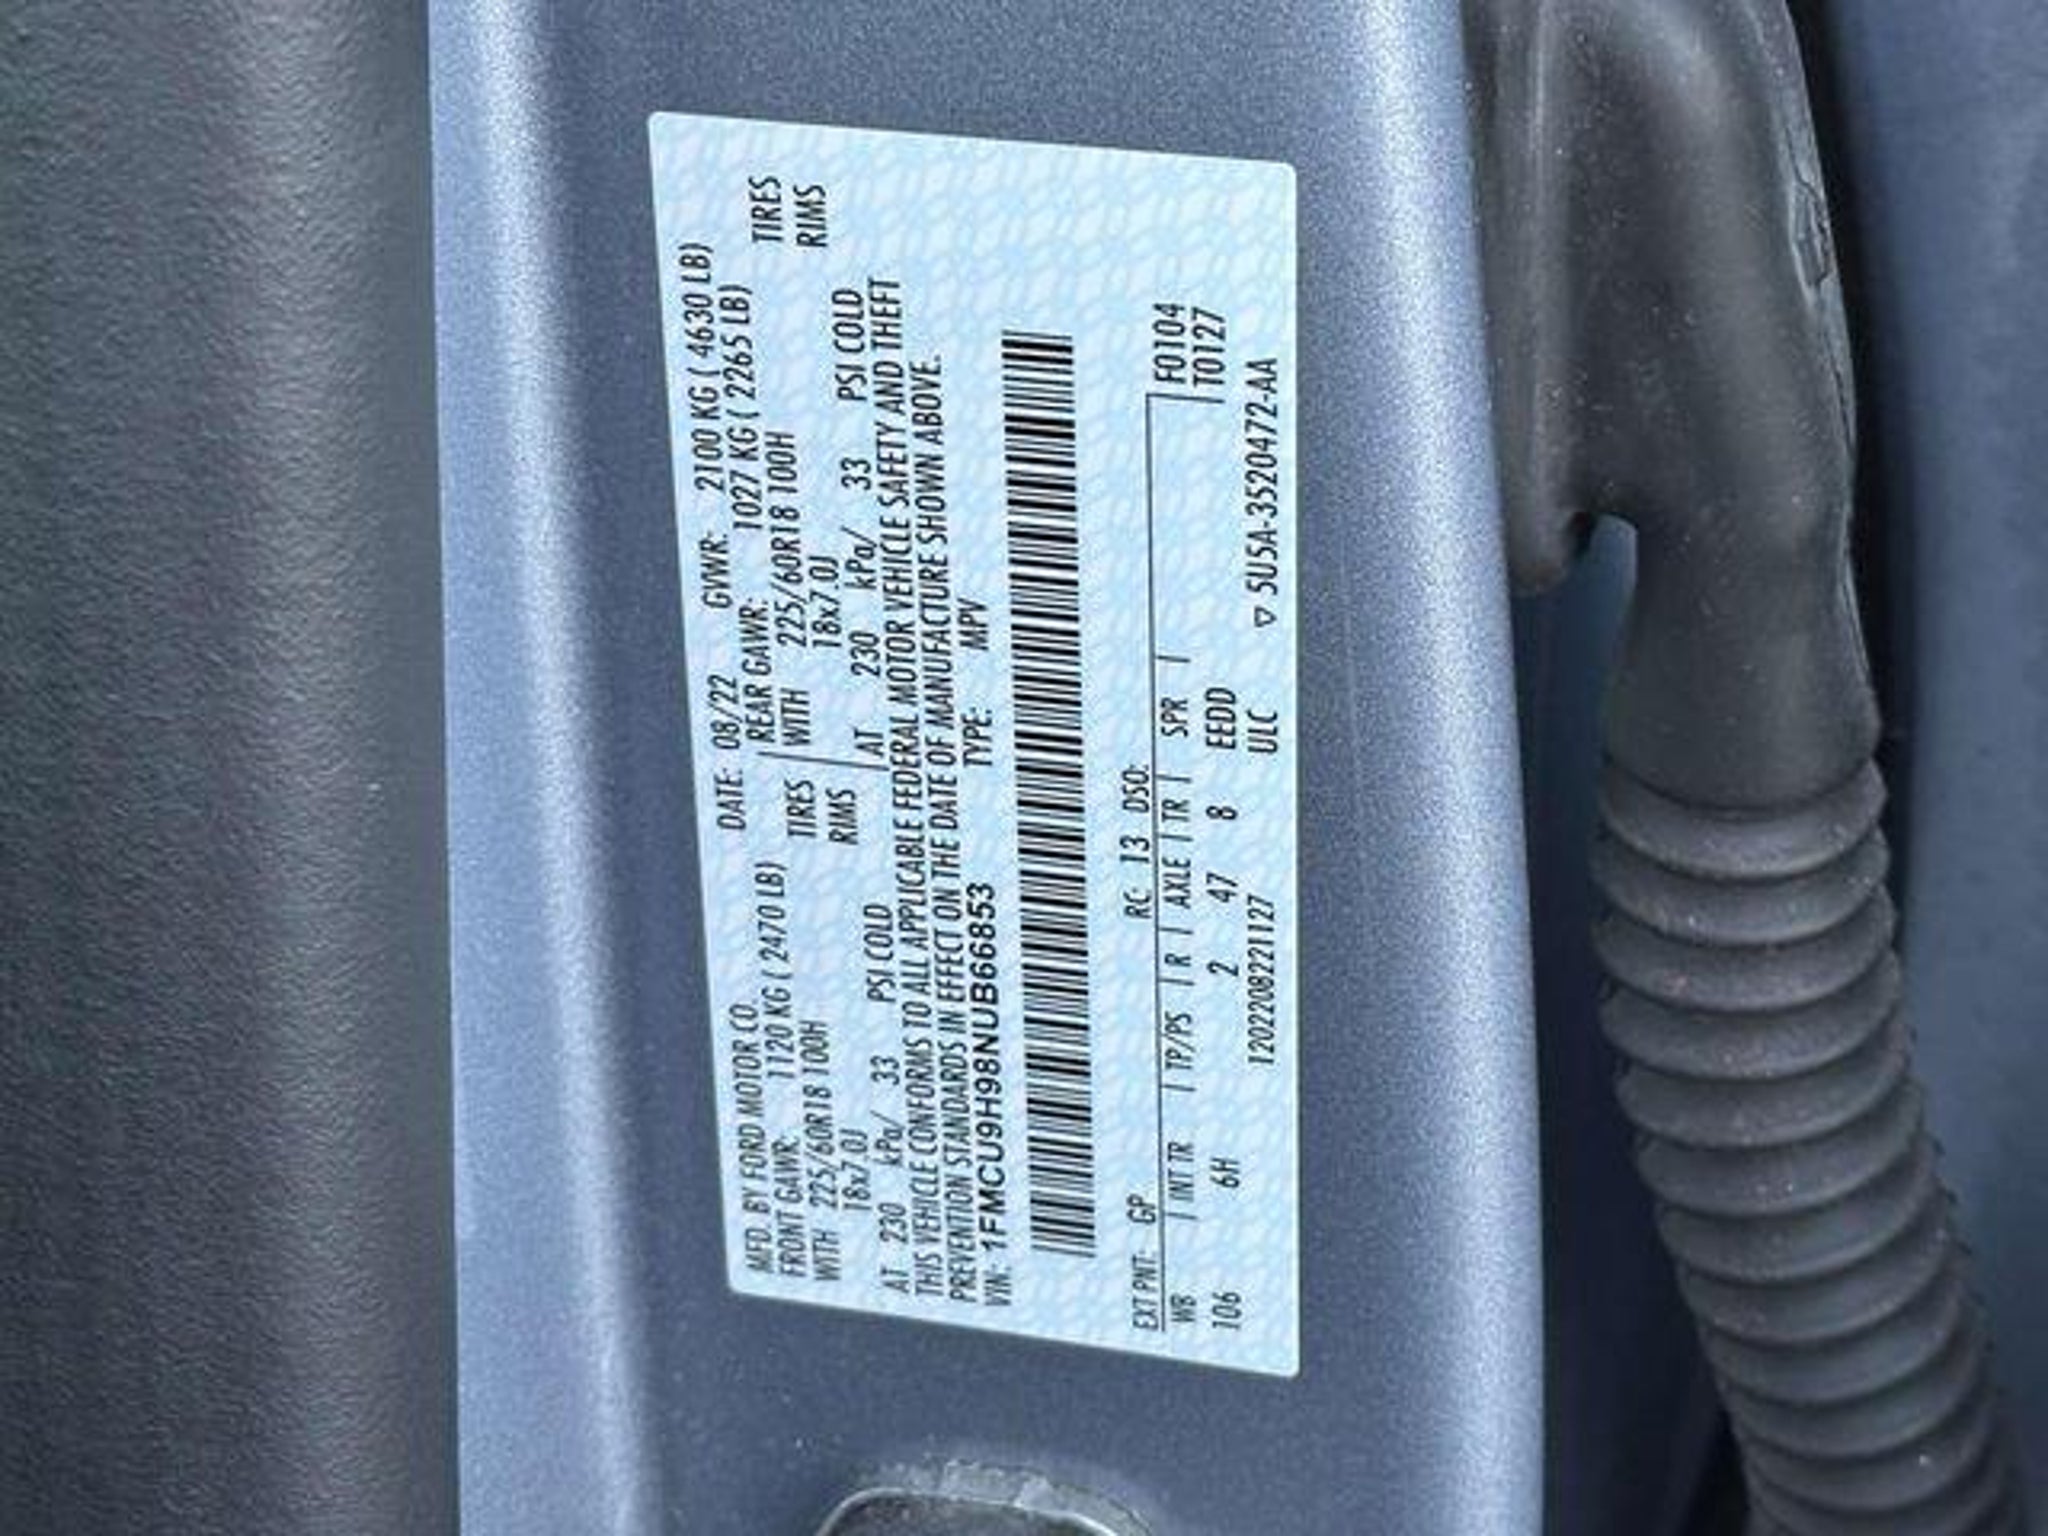 MFD. BY FORD MOTOR CO. DATE: 08/22 GVWR: 2100 KG ( 4630 LB)
FRONT GAWR: 1120 KG ( 2470 LB) REAR GAWR: 1027 KG ( 2265 LB)
WITH 225/60R18 100H TIRES WITH 225/60R18 100H TIRES
18x7.0J RIMS 18x7.0J RIMS
AT 230 kPa/ 33 PSI COLD AT 230 kPa/ 33 PSI COLD
THIS VEHICLE CONFORMS TO ALL APPLICABLE FEDERAL MOTOR VEHICLE SAFETY AND THEFT
PREVENTION STANDARDS IN EFFECT ON THE DATE OF MANUFACTURE SHOWN ABOVE.
VIN: 1FMCU9H98NUB66853 TYPE: MPV
EXT PNT: GP RC: 13 DSO:
WB | INT TR | TP/PS | R | AXLE | TR | SPR | F0104
106 6H 2 47 8 EEDD T0127
1202208221127 ULC ▽ 5U5A-3520472-AA